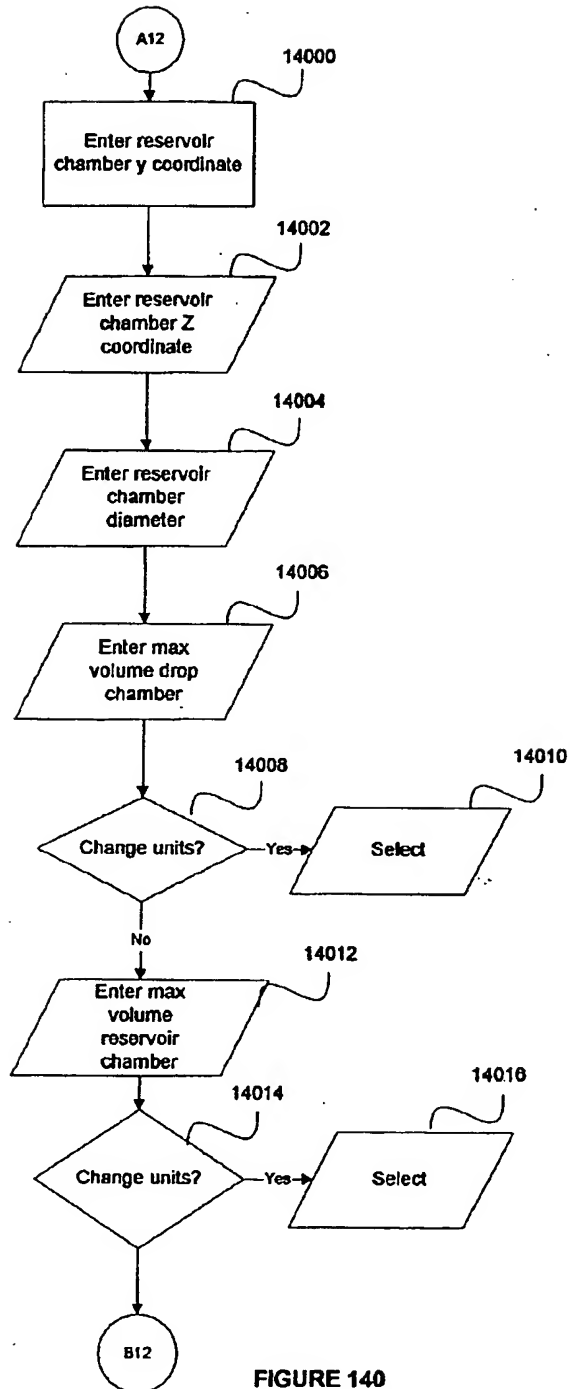 A12
14000
Enter reservoir
chamber y coordinate
14002
Enter reservoir
chamber Z
coordinate
14004
Enter reservoir
chamber
diameter
14006
Enter max
volume drop
chamber
14008
Change units?
Yes
14010
Select
No
14012
Enter max
volume
reservoir
chamber
14014
Change units?
Yes
14016
Select
B12
FIGURE 140